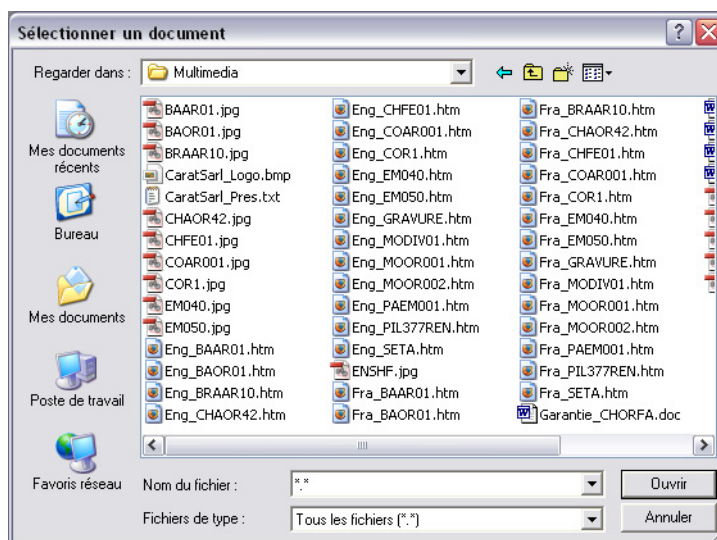 Sélectionner un document
Regarder dans :
Multimedia
Mes documents
récents
Bureau
Mes documents
Poste de travail
Favoris réseau
BAAR01.jpg
BAOR01.jpg
BRAAR10.jpg
CaratSarl_Logo.bmp
CaratSarl_Pres.txt
CHAOR42.jpg
CHFE01.jpg
COAR001.jpg
COR1.jpg
EM040.jpg
EM050.jpg
Eng_BAAR01.htm
Eng_BAOR01.htm
Eng_BRAAR10.htm
Eng_CHAOR42.htm
Eng_CHFE01.htm
Eng_COAR001.htm
Eng_COR1.htm
Eng_EM040.htm
Eng_EM050.htm
Eng_GRAVURE.htm
Eng_MODIV01.htm
Eng_MOOR001.htm
Eng_MOOR002.htm
Eng_PAEM001.htm
Eng_PIL377REN.htm
Eng_SETA.htm
ENSHF.jpg
Fra_BAAR01.htm
Fra_BAOR01.htm
Fra_BRAAR10.htm
Fra_CHAOR42.htm
Fra_CHFE01.htm
Fra_COAR001.htm
Fra_COR1.htm
Fra_EM040.htm
Fra_EM050.htm
Fra_GRAVURE.htm
Fra_MODIV01.htm
Fra_MOOR001.htm
Fra_MOOR002.htm
Fra_PAEM001.htm
Fra_PIL377REN.htm
Fra_SETA.htm
Garantie_CHORFA.doc
Nom du fichier :
*.*
Ouvrir
Fichiers de type :
Tous les fichiers (*.*)
Annuler